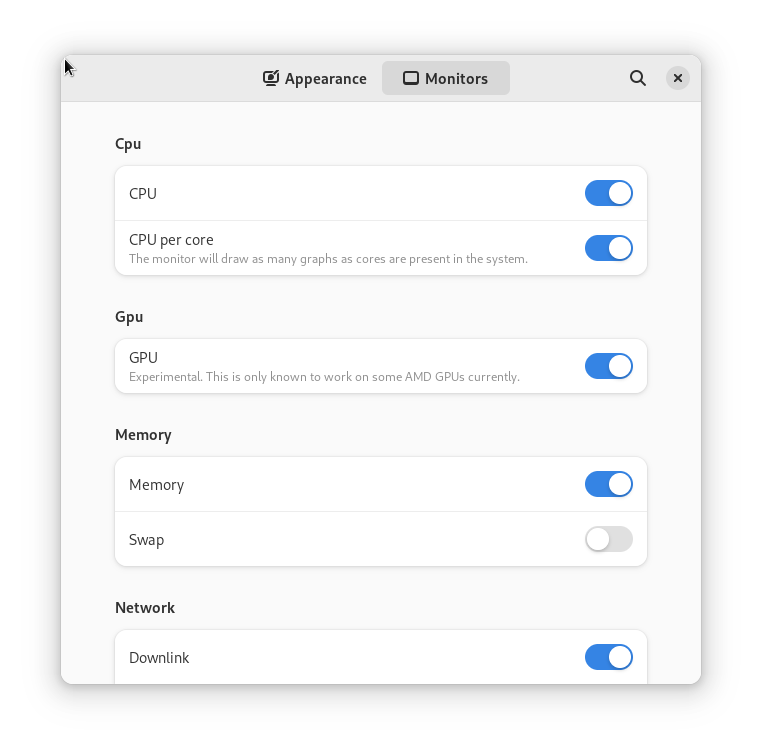 Appearance
Monitors
Cpu
CPU
CPU per core
The monitor will draw as many graphs as cores are present in the system.
Gpu
GPU
Experimental. This is only known to work on some AMD GPUs currently.
Memory
Memory
Swap
Network
Downlink